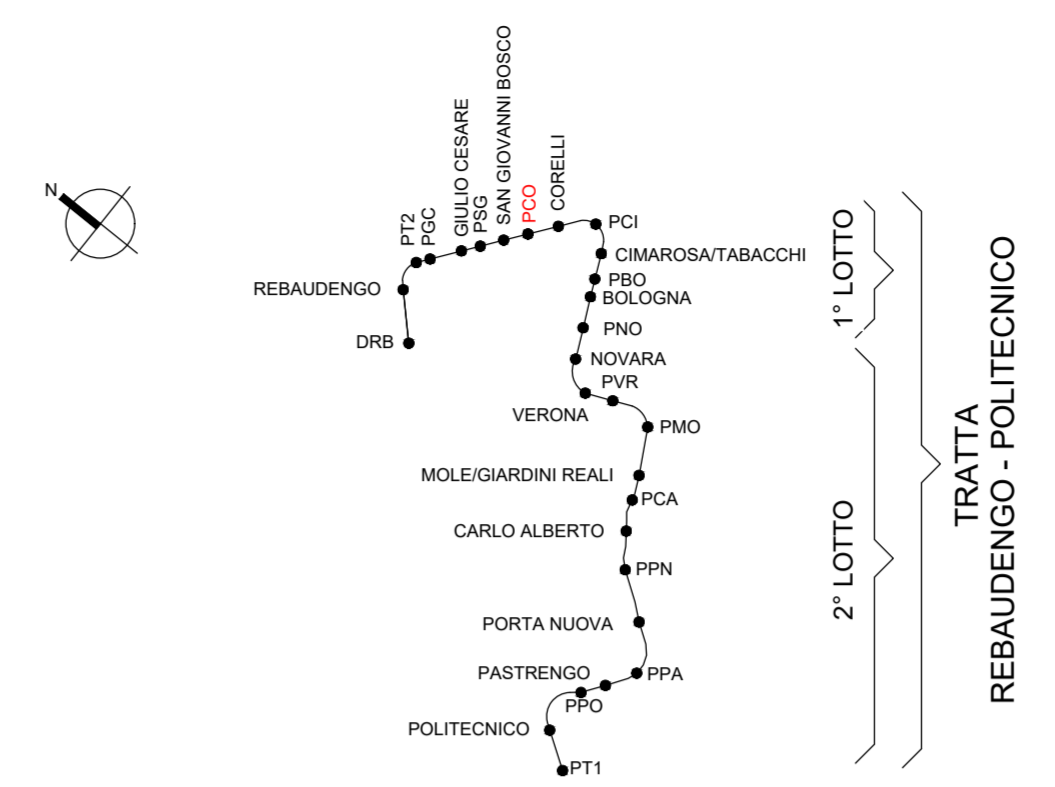 N
REBAUDENGO
DRB
PT2
PGC
GIULIO CESARE
PSG
SAN GIOVANNI BOSCO
PCO
CORELLI
PCI
CIMAROSA/TABACCHI
PBO
BOLOGNA
PNO
NOVARA
PVR
VERONA
PMO
MOLE/GIARDINI REALI
PCA
CARLO ALBERTO
PPN
PORTA NUOVA
PASTRENGO
PPA
PPO
POLITECNICO
PT1
1° LOTTO
2° LOTTO
TRATTA
REBAUDENGO - POLITECNICO